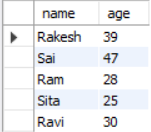 name age
Rakesh 39
Sai 47
Ram 28
Sita 25
Ravi 30